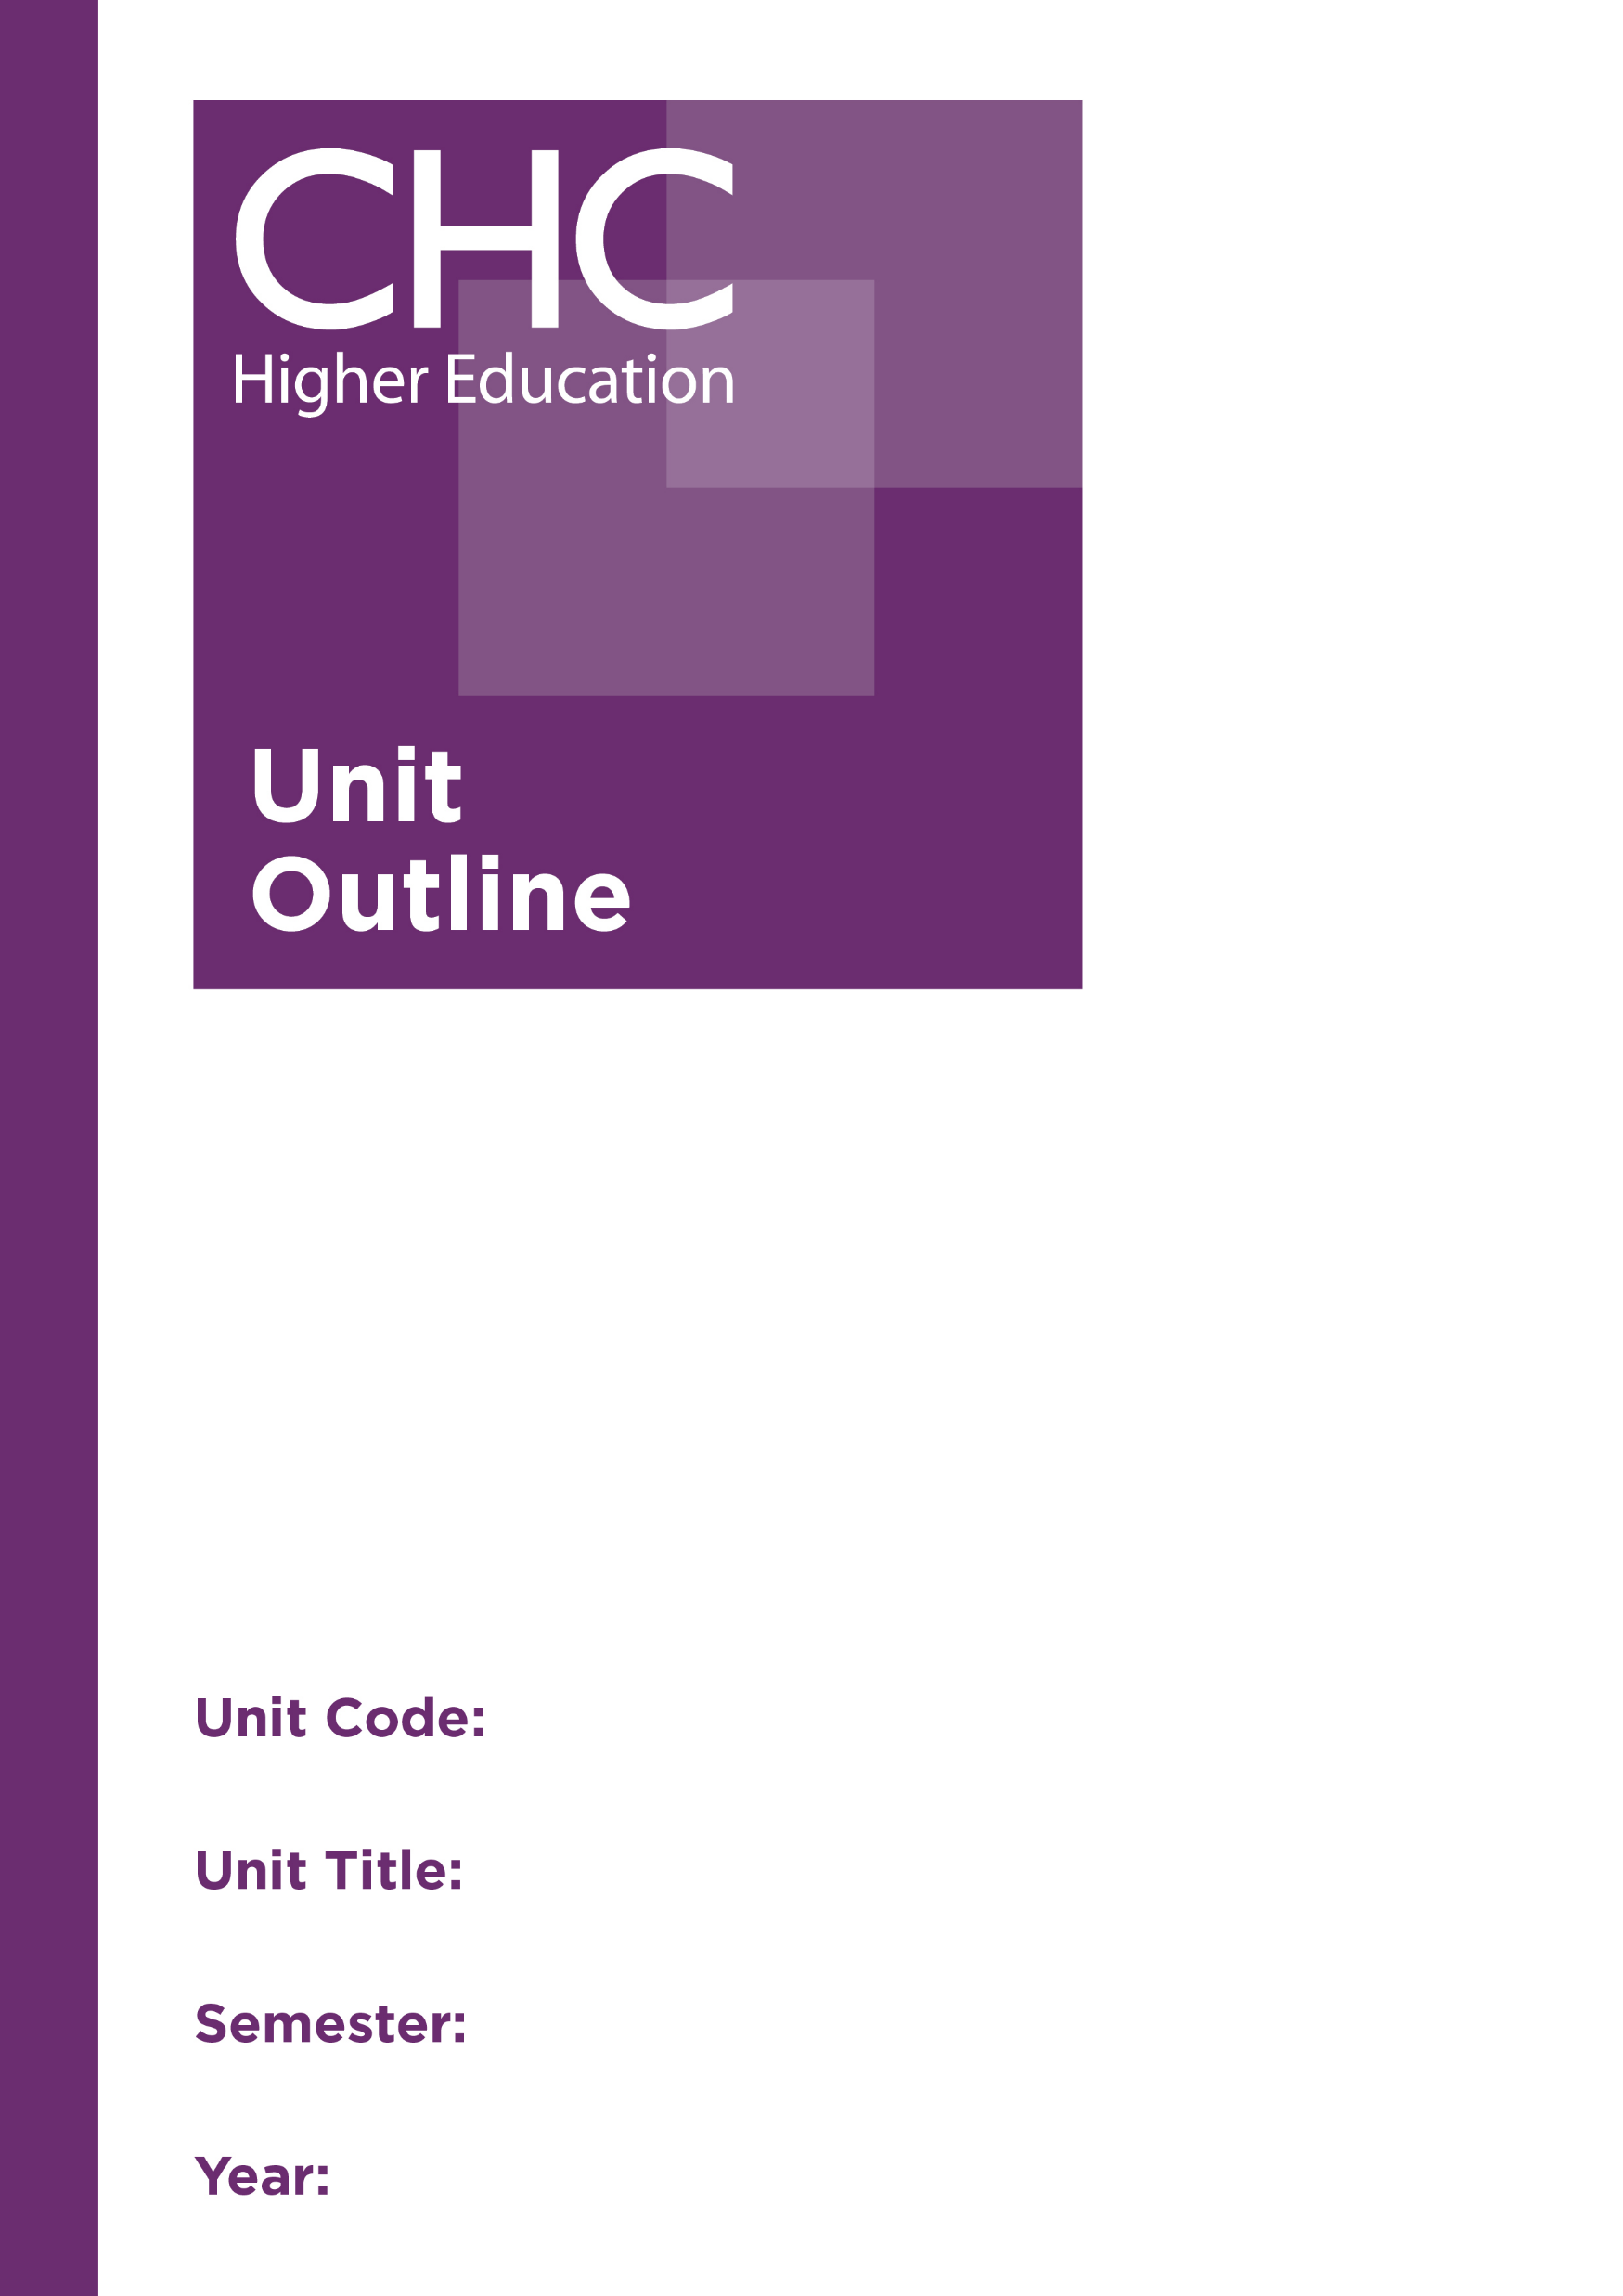 CHC
Higher Education
Unit
Outline
Unit Code:
Unit Title:
Semester:
Year: